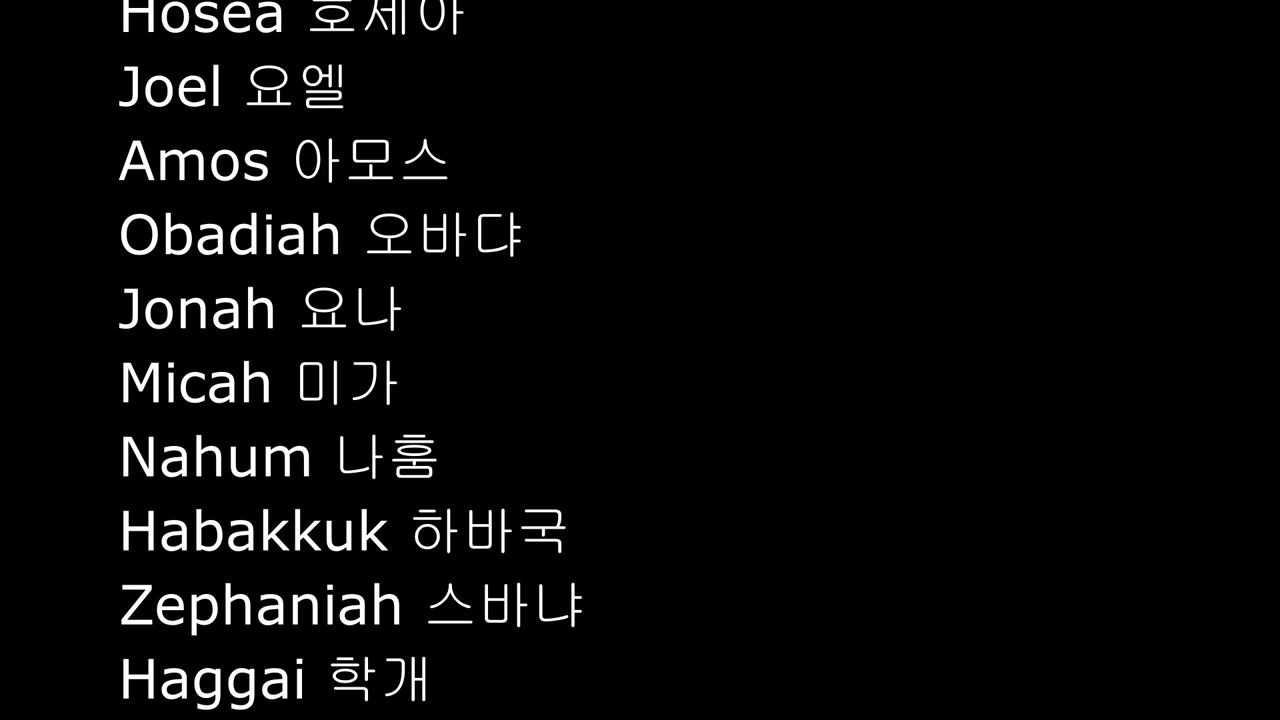 Hosea 호세아
Joel 요엘
Amos 아모스
Obadiah 오바댜
Jonah 요나
Micah 미가
Nahum 나훔
Habakkuk 하바국
Zephaniah 스바냐
Haggai 학개